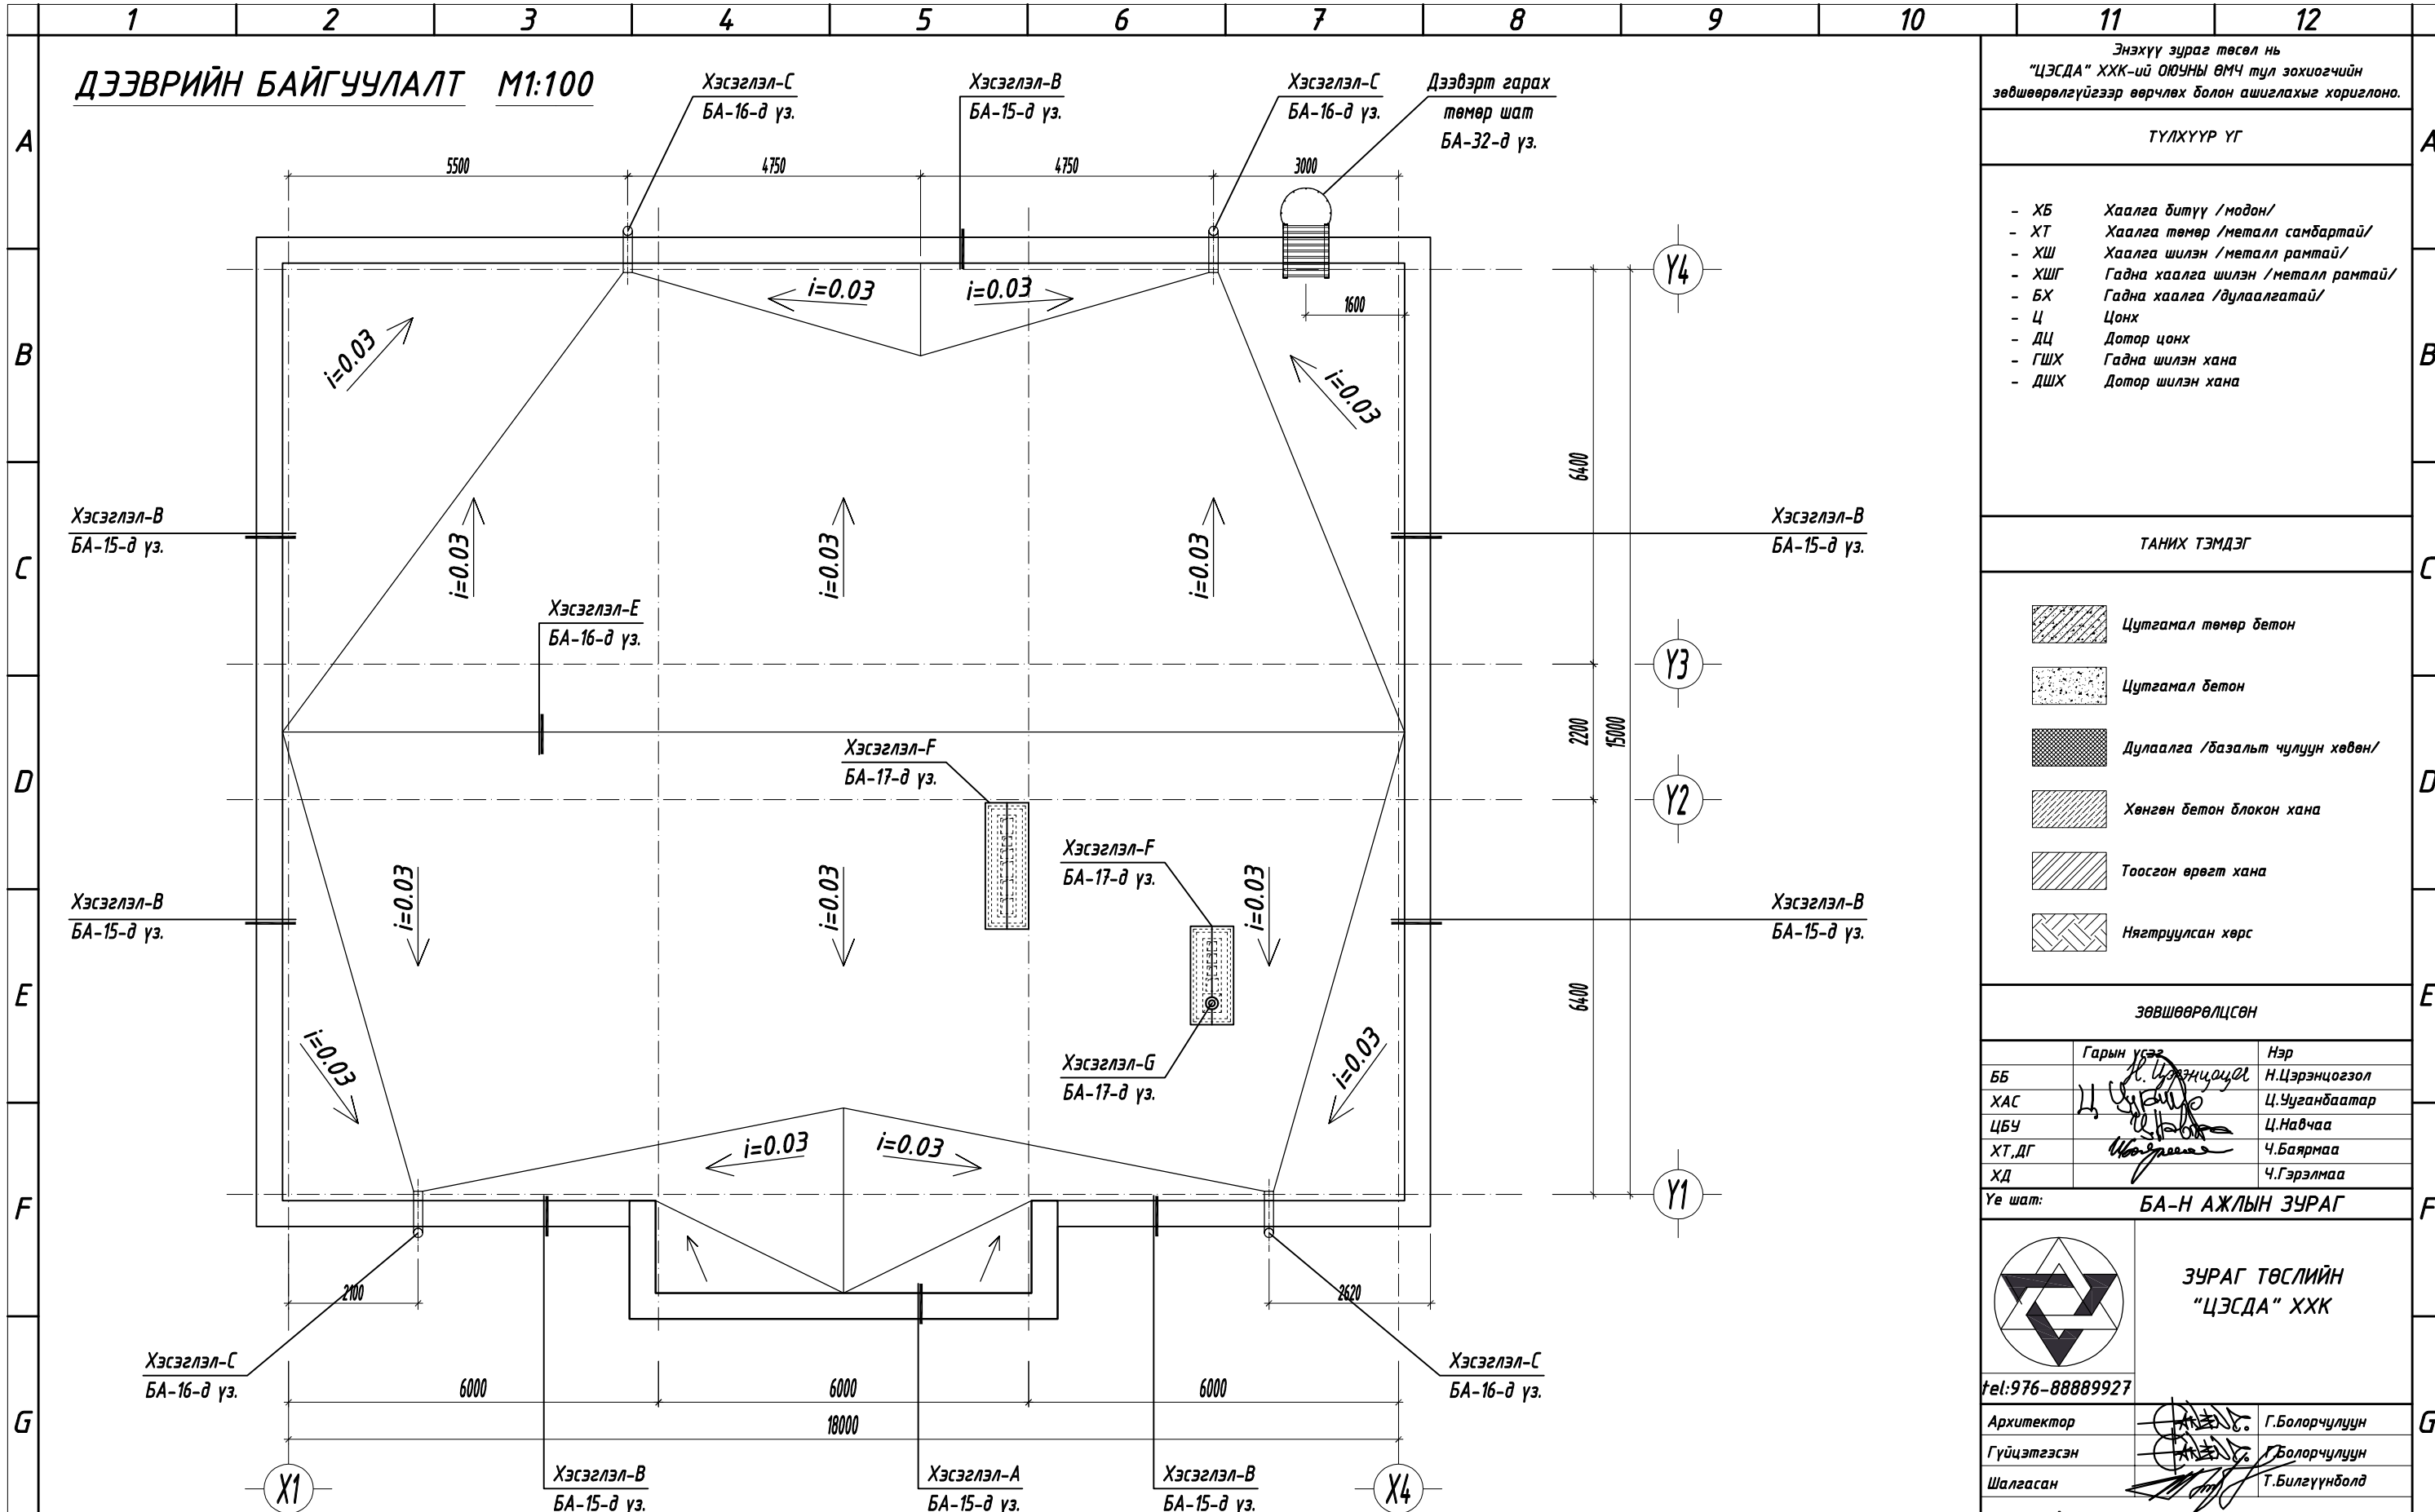 1 2 3 4 5 6 7 8 9 10 11 12
A
B
C
D
E
F
G
ДЭЭВРИЙН БАЙГУУЛАЛТ М1:100
Хэсэглэл-C
БА-16-д үз.
Хэсэглэл-B
БА-15-д үз.
Хэсэглэл-C
БА-16-д үз.
Дээвэрт гарах
төмөр шат
БА-32-д үз.
5500 4750 4750 3000
i=0.03 i=0.03
1600
i=0.03
i=0.03
Y4
6400
Хэсэглэл-B
БА-15-д үз.
Хэсэглэл-B
БА-15-д үз.
i=0.03 i=0.03 i=0.03
Хэсэглэл-E
БА-16-д үз.
Y3
2200
15000
Хэсэглэл-F
БА-17-д үз.
Y2
Хэсэглэл-F
БА-17-д үз.
Хэсэглэл-B
БА-15-д үз.
i=0.03 i=0.03 i=0.03
Хэсэглэл-B
БА-15-д үз.
6400
Хэсэглэл-G
БА-17-д үз.
i=0.03
i=0.03
i=0.03 i=0.03
Y1
2100
2620
Хэсэглэл-C
БА-16-д үз.
Хэсэглэл-C
БА-16-д үз.
6000 6000 6000
18000
X1
Хэсэглэл-B
БА-15-д үз.
Хэсэглэл-A
БА-15-д үз.
Хэсэглэл-B
БА-15-д үз.
X4
Энэхүү зураг төсөл нь
"ЦЭСДА" ХХК-ий ОЮУНЫ ӨМЧ тул зохиогчийн
зөвшөөрөлгүйгээр өөрчлөх болон ашиглахыг хориглоно.
ТҮЛХҮҮР ҮГ
- ХБ Хаалга битүү /модон/
- ХТ Хаалга төмөр /металл самбартай/
- ХШ Хаалга шилэн /металл рамтай/
- ХШГ Гадна хаалга шилэн /металл рамтай/
- БХ Гадна хаалга /дулаалгатай/
- Ц Цонх
- ДЦ Дотор цонх
- ГШХ Гадна шилэн хана
- ДШХ Дотор шилэн хана
ТАНИХ ТЭМДЭГ
Цутгамал төмөр бетон
Цутгамал бетон
Дулаалга /базальт чулуун хөвөн/
Хөнгөн бетон блокон хана
Тоосгон өрөгт хана
Нягтруулсан хөрс
ЗӨВШӨӨРӨЛЦСӨН
Гарын үсэг Нэр
ББ Н.Цэрэнцогзол
ХАС Ц.Ууганбаатар
ЦБУ Ц.Навчаа
ХТ,ДГ Ч.Баярмаа
ХД Ч.Гэрэлмаа
Үе шат: БА-Н АЖЛЫН ЗУРАГ
ЗУРАГ ТӨСЛИЙН
"ЦЭСДА" ХХК
tel:976-88889927
Архитектор Г.Болорчулуун
Гүйцэтгэсэн Г.Болорчулуун
Шалгасан Т.Билгүүнболд
A
B
C
D
E
F
G